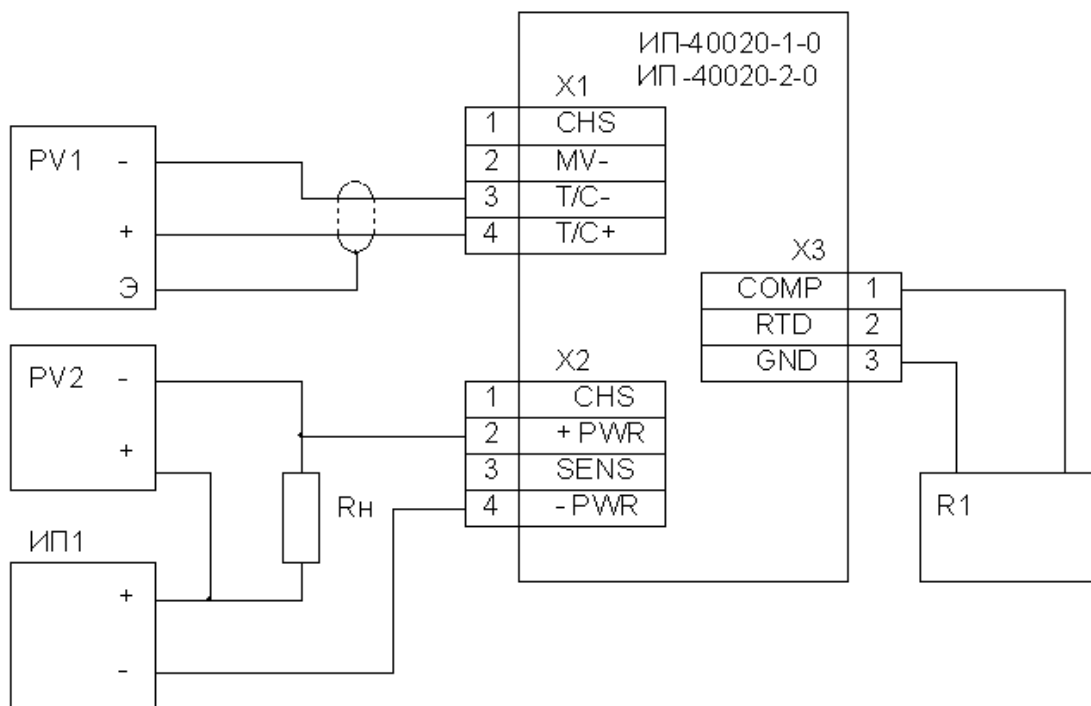 ИП-40020-1-0
ИП-40020-2-0
X1
1 CHS
2 MV-
3 T/C-
4 T/C+
PV1 -
+
Э
X3
COMP 1
RTD 2
GND 3
PV2 -
+
X2
1 CHS
2 + PWR
3 SENS
4 - PWR
Rн
R1
ИП1
+
-